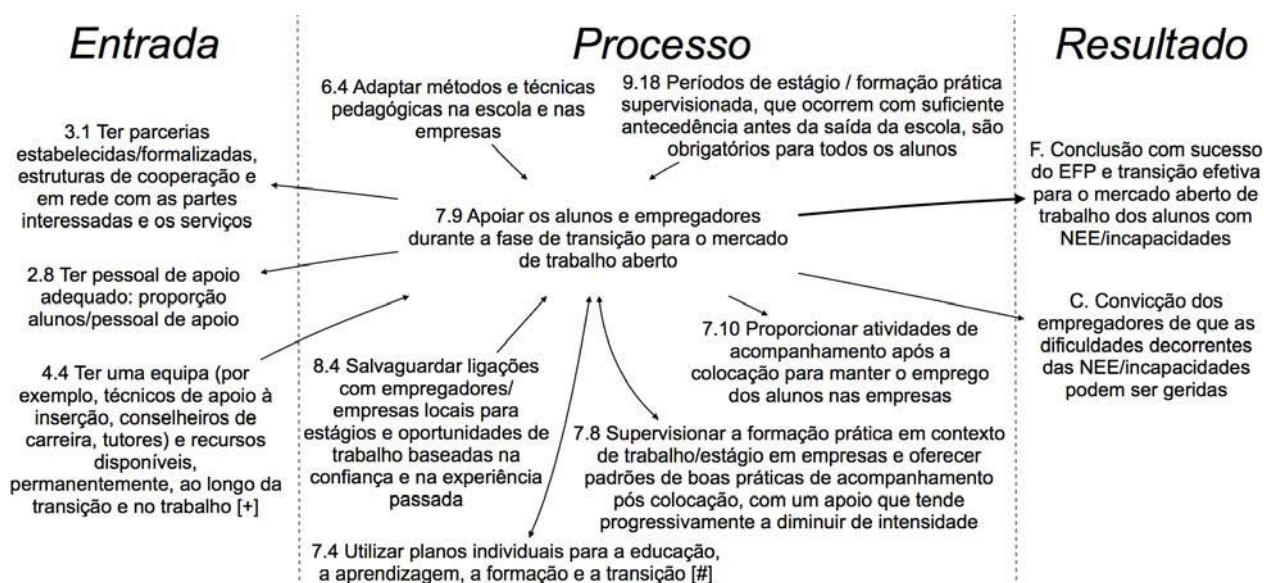 Entrada
Processo
Resultado
3.1 Ter parcerias
estabelecidas/formalizadas,
estruturas de cooperação e
em rede com as partes
interessadas e os serviços
2.8 Ter pessoal de apoio
adequado: proporção
alunos/pessoal de apoio
4.4 Ter uma equipa (por
exemplo, técnicos de apoio à
inserção, conselheiros de
carreira, tutores) e recursos
disponíveis,
permanentemente, ao longo da
transição e no trabalho [+]
6.4 Adaptar métodos e técnicas
pedagógicas na escola e nas
empresas
9.18 Períodos de estágio / formação prática
supervisionada, que ocorrem com suficiente
antecedência antes da saída da escola, são
obrigatórios para todos os alunos
7.9 Apoiar os alunos e empregadores
durante a fase de transição para o mercado
de trabalho aberto
8.4 Salvaguardar ligações
com empregadores/
empresas locais para
estágios e oportunidades de
trabalho baseadas na
confiança e na experiência
passada
7.10 Proporcionar atividades de
acompanhamento após a
colocação para manter o emprego
dos alunos nas empresas
7.8 Supervisionar a formação prática em contexto
de trabalho/estágio em empresas e oferecer
padrões de boas práticas de acompanhamento
pós colocação, com um apoio que tende
progressivamente a diminuir de intensidade
7.4 Utilizar planos individuais para a educação,
a aprendizagem, a formação e a transição [#]
F. Conclusão com sucesso
do EFP e transição efetiva
para o mercado aberto de
trabalho dos alunos com
NEE/incapacidades
C. Convicção dos
empregadores de que as
dificuldades decorrentes
das NEE/incapacidades
podem ser geridas